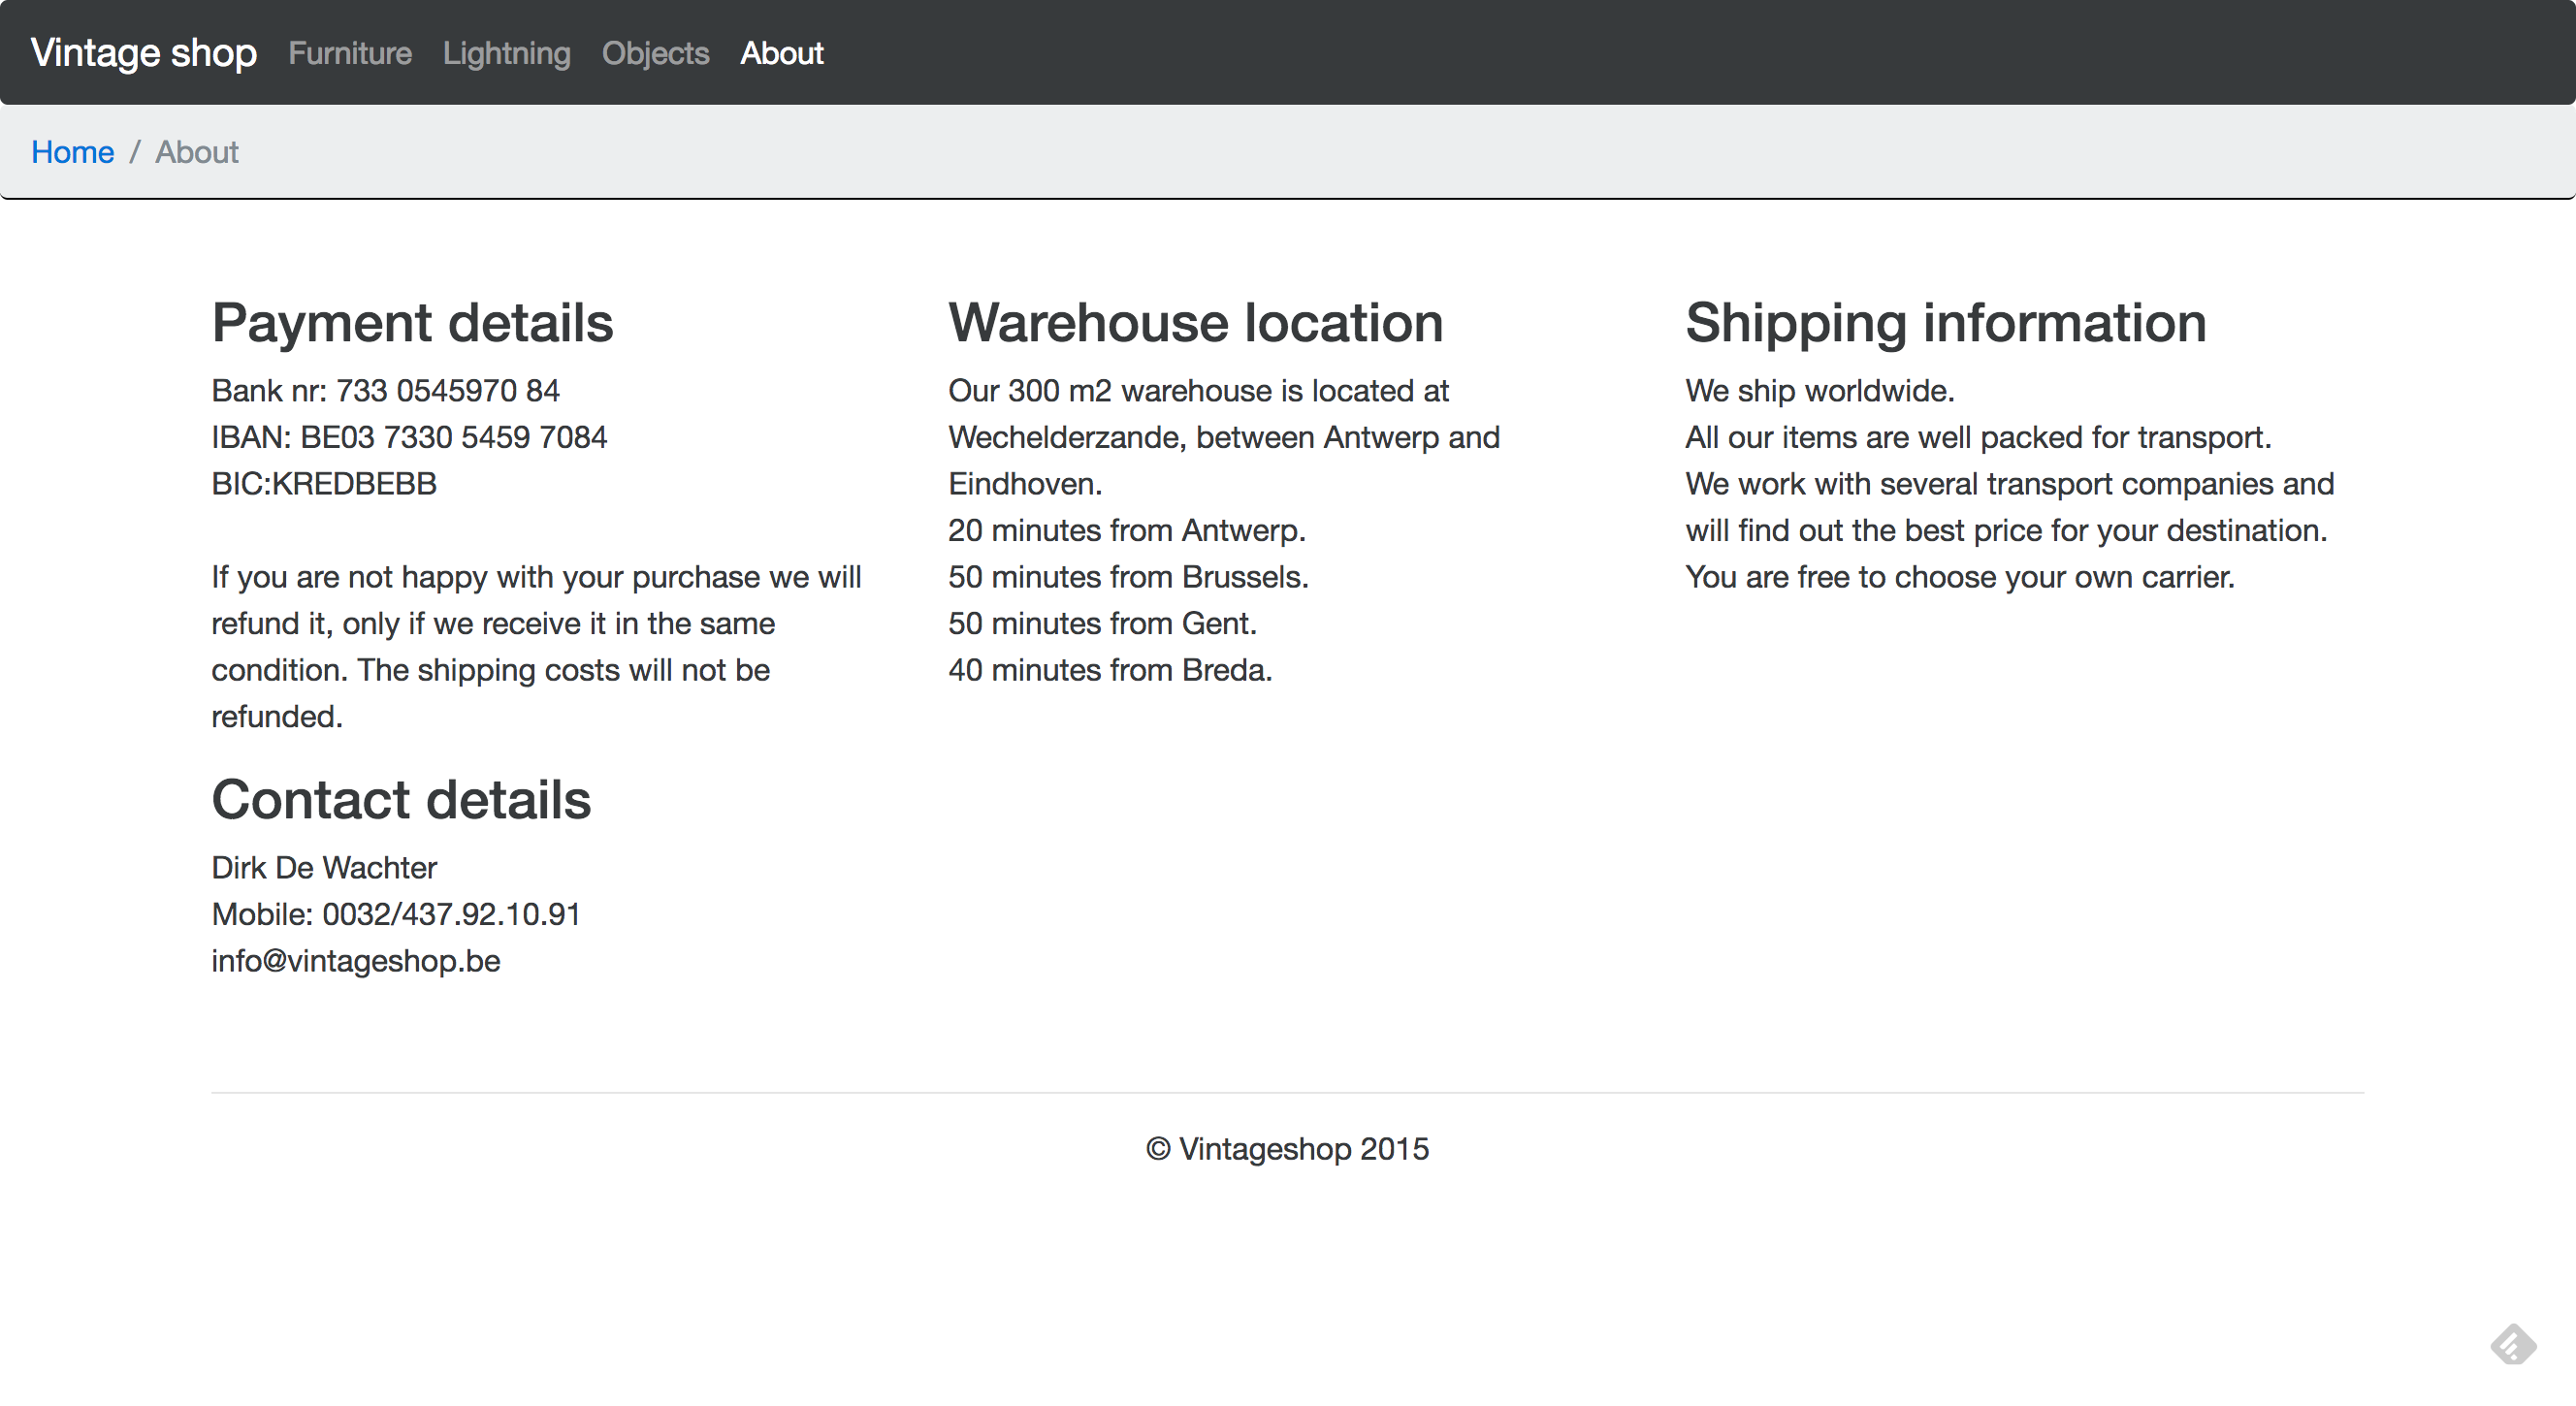 Vintage shop Furniture Lightning Objects About
Home / About
Payment details
Bank nr: 733 0545970 84
IBAN: BE03 7330 5459 7084
BIC:KREDBEBB
If you are not happy with your purchase we will
refund it, only if we receive it in the same
condition. The shipping costs will not be
refunded.
Contact details
Dirk De Wachter
Mobile: 0032/437.92.10.91
info@vintageshop.be
Warehouse location
Our 300 m2 warehouse is located at
Wechelderzande, between Antwerp and
Eindhoven.
20 minutes from Antwerp.
50 minutes from Brussels.
50 minutes from Gent.
40 minutes from Breda.
Shipping information
We ship worldwide.
All our items are well packed for transport.
We work with several transport companies and
will find out the best price for your destination.
You are free to choose your own carrier.
© Vintageshop 2015